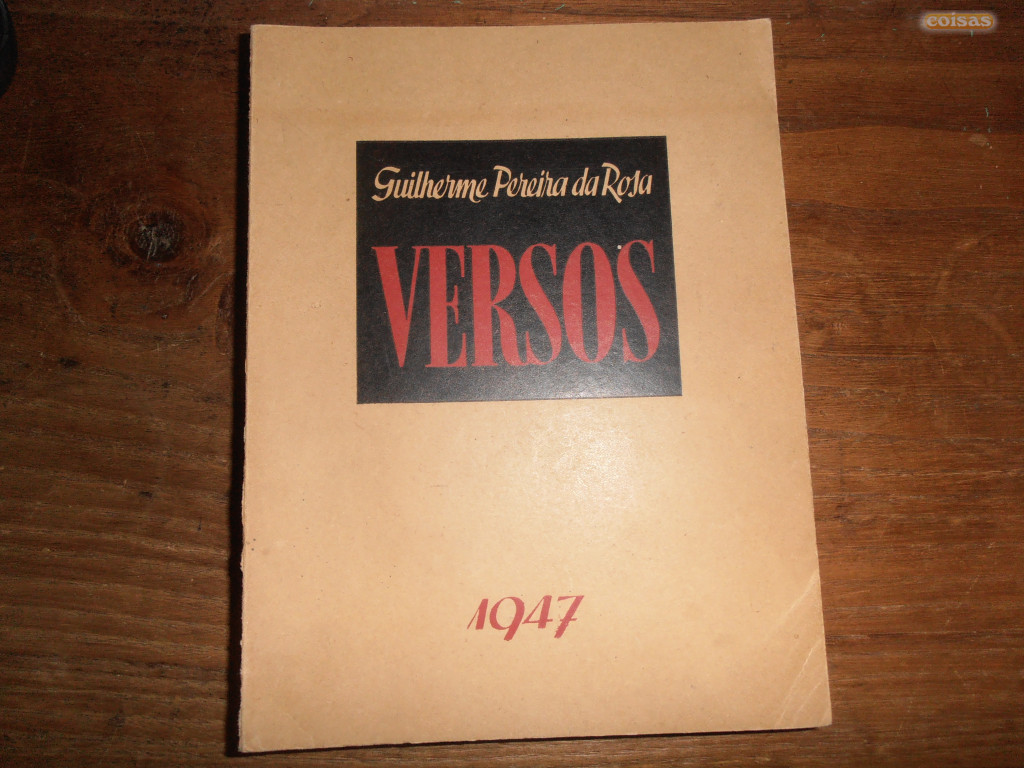 coisas
Guilherme Pereira da Rosa
VERSOS
1947